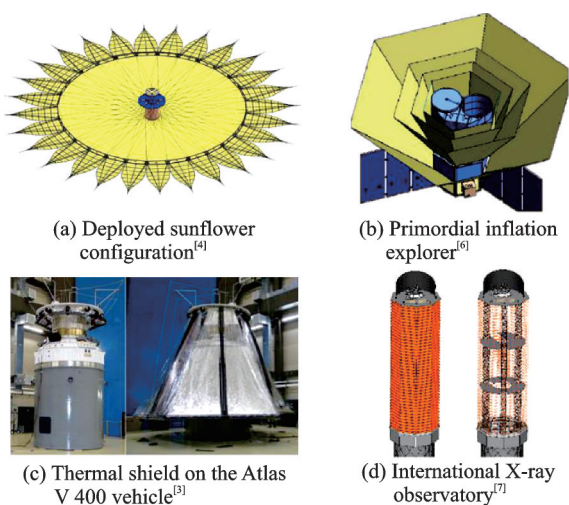 (a) Deployed sunflower
configuration[4]
(b) Primordial inflation
explorer[6]
(c) Thermal shield on the Atlas
V 400 vehicle[3]
(d) International X-ray
observatory[7]